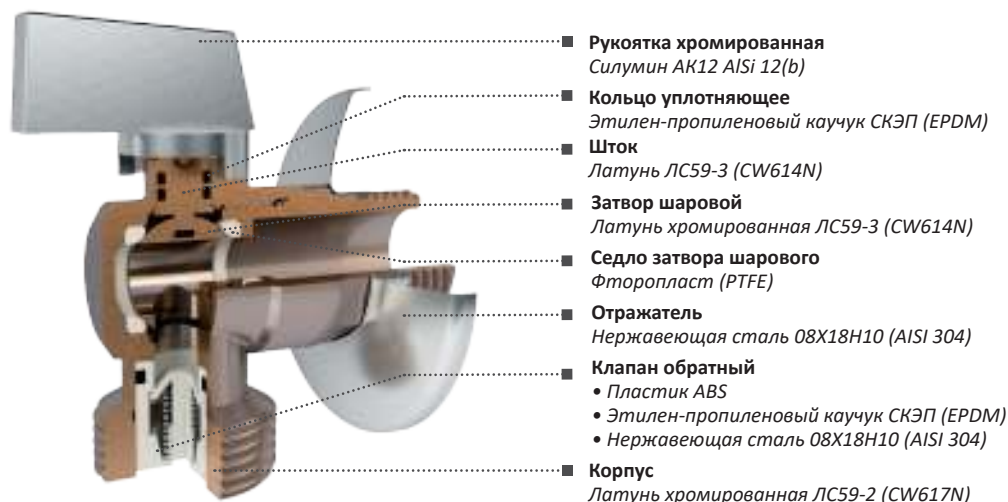 Рукоятка хромированная
Силумин АК12 AlSi 12(b)
Кольцо уплотняющее
Этилен-пропиленовый каучук СКЭП (EPDM)
Шток
Латунь ЛС59-3 (CW614N)
Затвор шаровой
Латунь хромированная ЛС59-3 (CW614N)
Седло затвора шарового
Фторопласт (PTFE)
Отражатель
Нержавеющая сталь 08Х18Н10 (AISI 304)
Клапан обратный
• Пластик ABS
• Этилен-пропиленовый каучук СКЭП (EPDM)
• Нержавеющая сталь 08Х18Н10 (AISI 304)
Корпус
Латунь хромированная ЛС59-2 (CW617N)